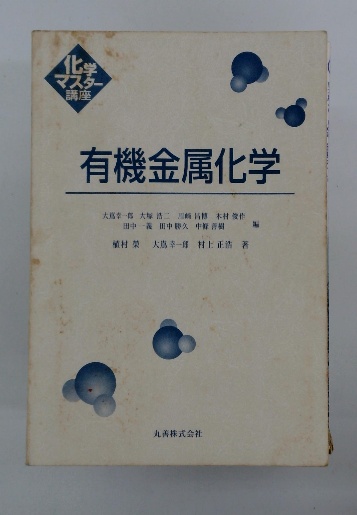 化学
マスター
講座
有機金属化学
大嶌幸一郎 大塚浩二 川崎昌博 木村俊作
田中一義 田中勝久 中條善樹 編
植村榮 大嶌幸一郎 村上正浩 著
丸善株式会社